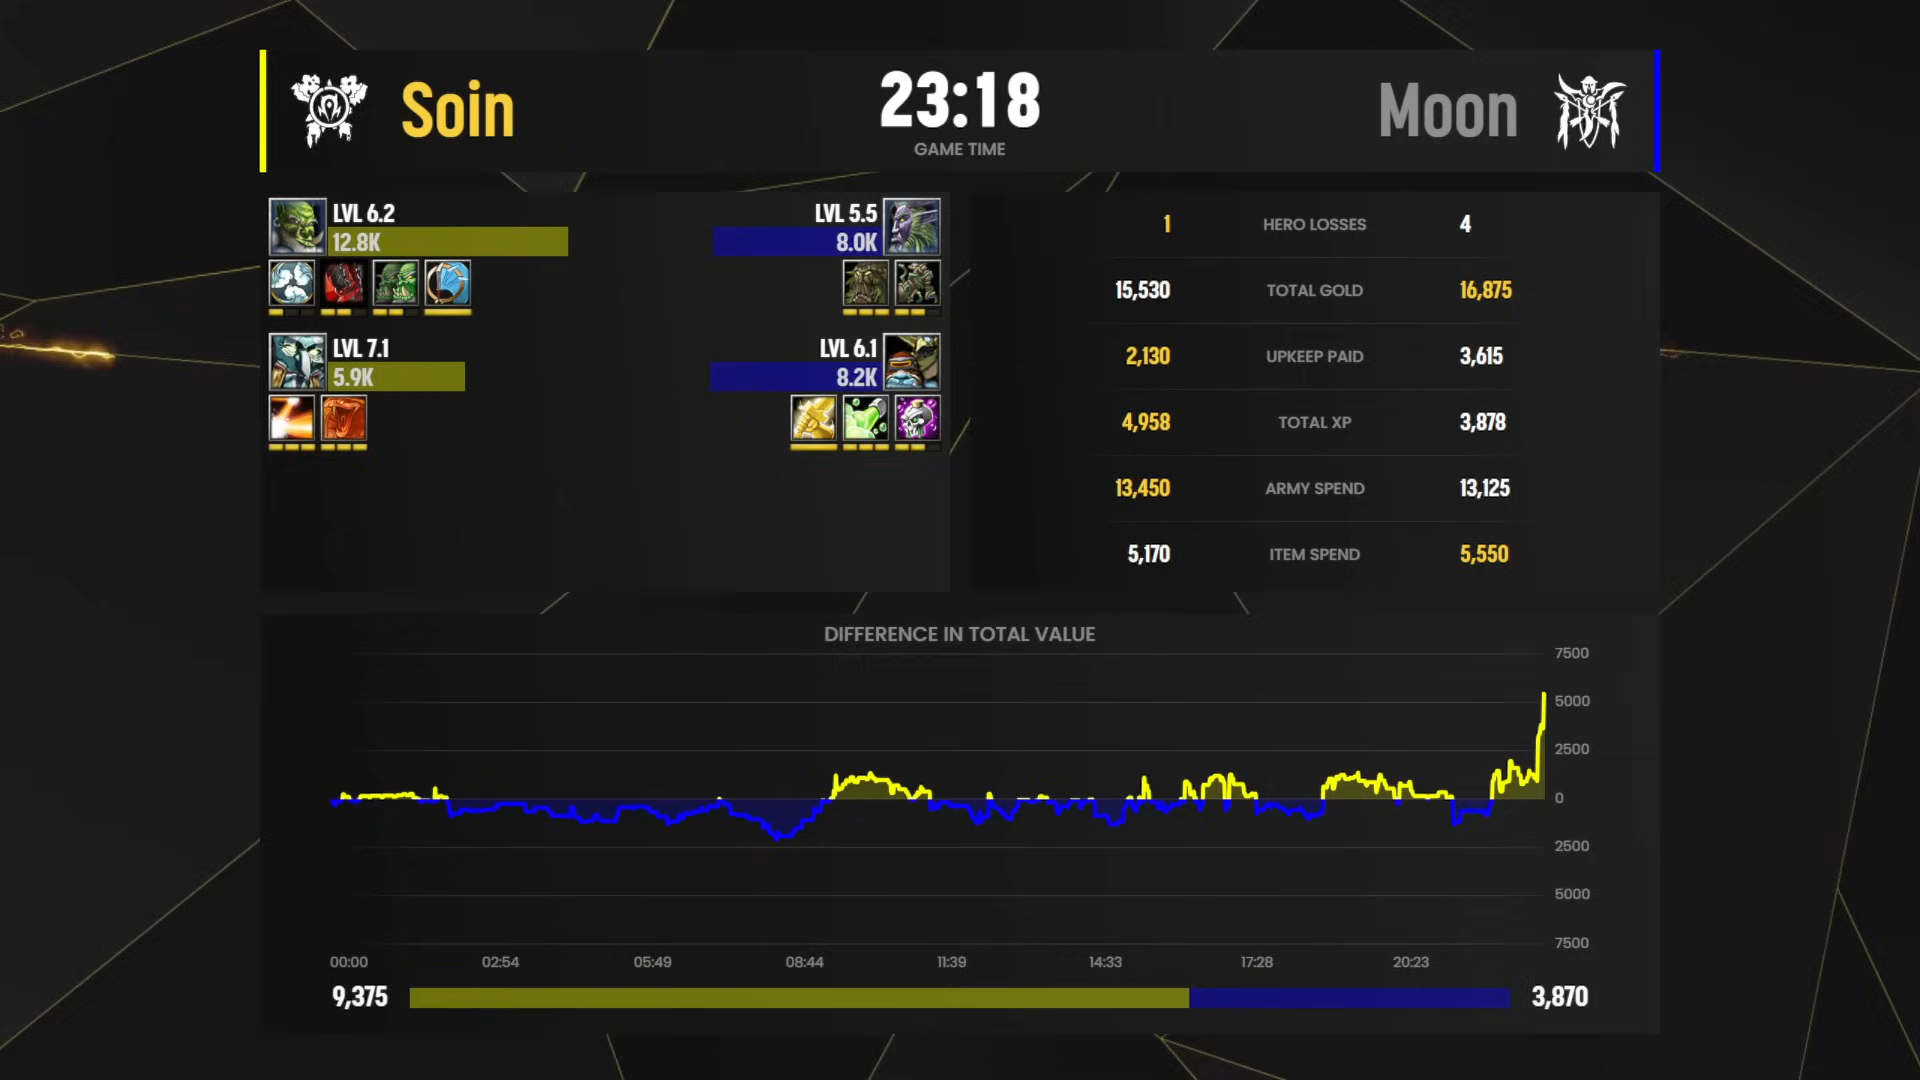 Soin
23:18
GAME TIME
Moon
LVL 6.2
12.8K
LVL 5.5
8.0K
LVL 7.1
5.9K
LVL 6.1
8.2K
1 HERO LOSSES 4
15,530 TOTAL GOLD 16,875
2,130 UPKEEP PAID 3,615
4,958 TOTAL XP 3,878
13,450 ARMY SPEND 13,125
5,170 ITEM SPEND 5,550
DIFFERENCE IN TOTAL VALUE
7500
5000
2500
0
2500
5000
7500
00:00 02:54 05:49 08:44 11:39 14:33 17:28 20:23
9,375 3,870